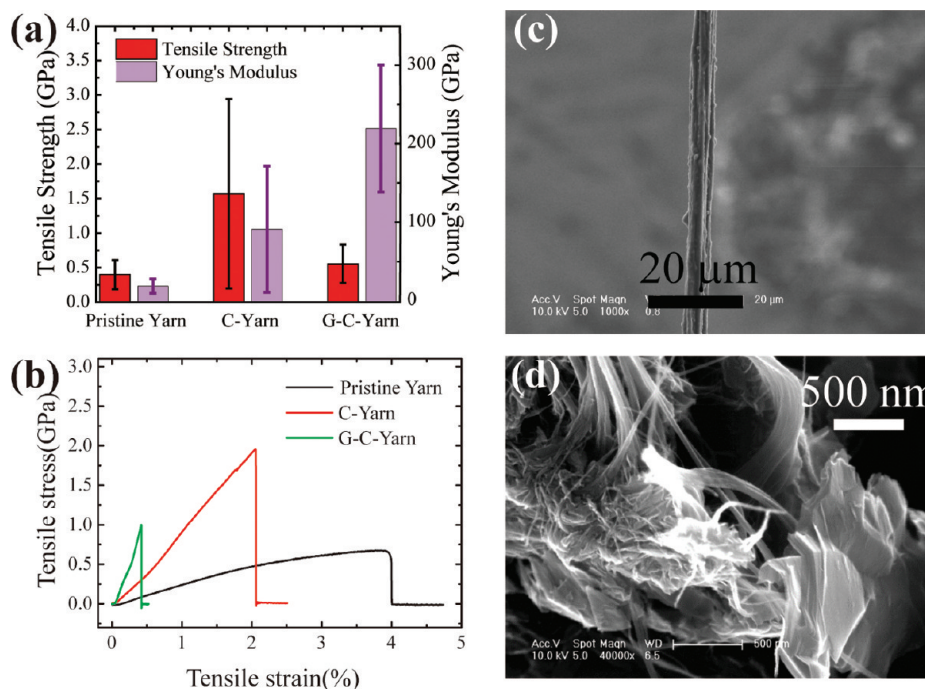 (a)
Tensile Strength
Young's Modulus
Tensile Strength (GPa)
4.0
3.5
3.0
2.5
2.0
1.5
1.0
0.5
0.0
Young's Modulus (GPa)
300
200
100
0
Pristine Yarn C-Yarn G-C-Yarn
(b)
Pristine Yarn
C-Yarn
G-C-Yarn
Tensile stress(GPa)
3.0
2.5
2.0
1.5
1.0
0.5
0.0
0 1 2 3 4 5
Tensile strain(%)
(c)
20 μm
Acc.V Spot Magn
10.0 kV 5.0 1000x 0.8
20 μm
(d)
500 nm
Acc.V Spot Magn WD
10.0 kV 5.0 40000x 6.5
500 nm